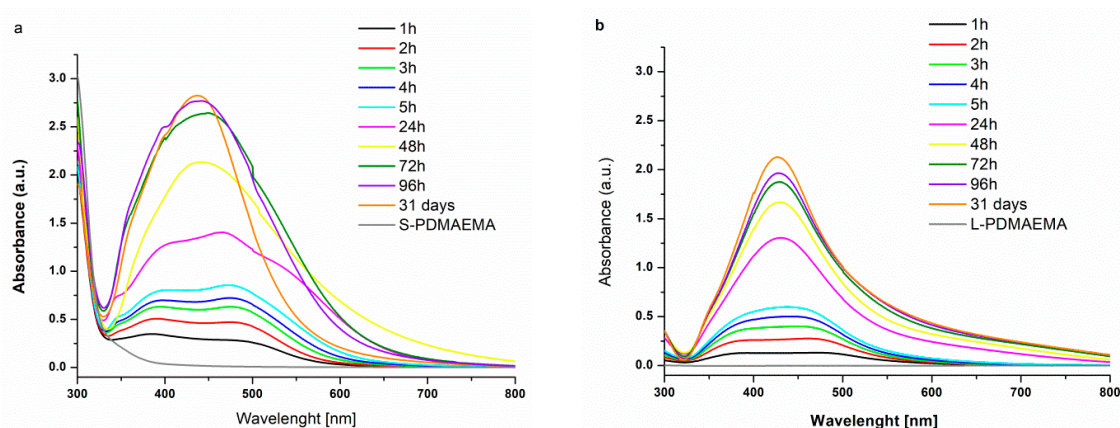 a
1h
2h
3h
4h
5h
24h
48h
72h
96h
31 days
S-PDMAEMA
3.0
2.5
2.0
1.5
1.0
0.5
0.0
Absorbance (a.u.)
300 400 500 600 700 800
Wavelenght [nm]
b
1h
2h
3h
4h
5h
24h
48h
72h
96h
31 days
L-PDMAEMA
3.0
2.5
2.0
1.5
1.0
0.5
0.0
Absorbance (a.u.)
300 400 500 600 700 800
Wavelenght [nm]